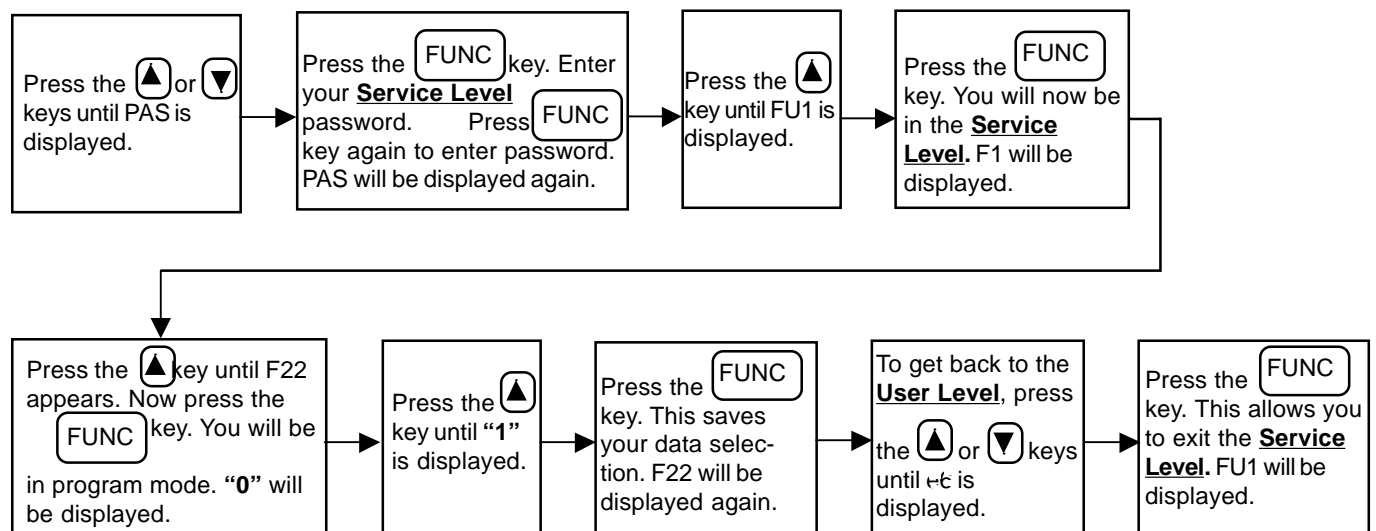 Press the ▲ or ▼
keys until PAS is
displayed.
Press the FUNC key. Enter
your Service Level
password. Press FUNC
key again to enter password.
PAS will be displayed again.
Press the ▲
key until FU1 is
displayed.
Press the FUNC
key. You will now be
in the Service
Level. F1 will be
displayed.
Press the ▲ key until F22
appears. Now press the
FUNC key. You will be
in program mode. “0” will
be displayed.
Press the ▲
key until “1”
is displayed.
Press the FUNC
key. This saves
your data selec-
tion. F22 will be
displayed again.
To get back to the
User Level, press
the ▲ or ▼ keys
until is
displayed.
Press the FUNC
key. This allows you
to exit the Service
Level. FU1 will be
displayed.